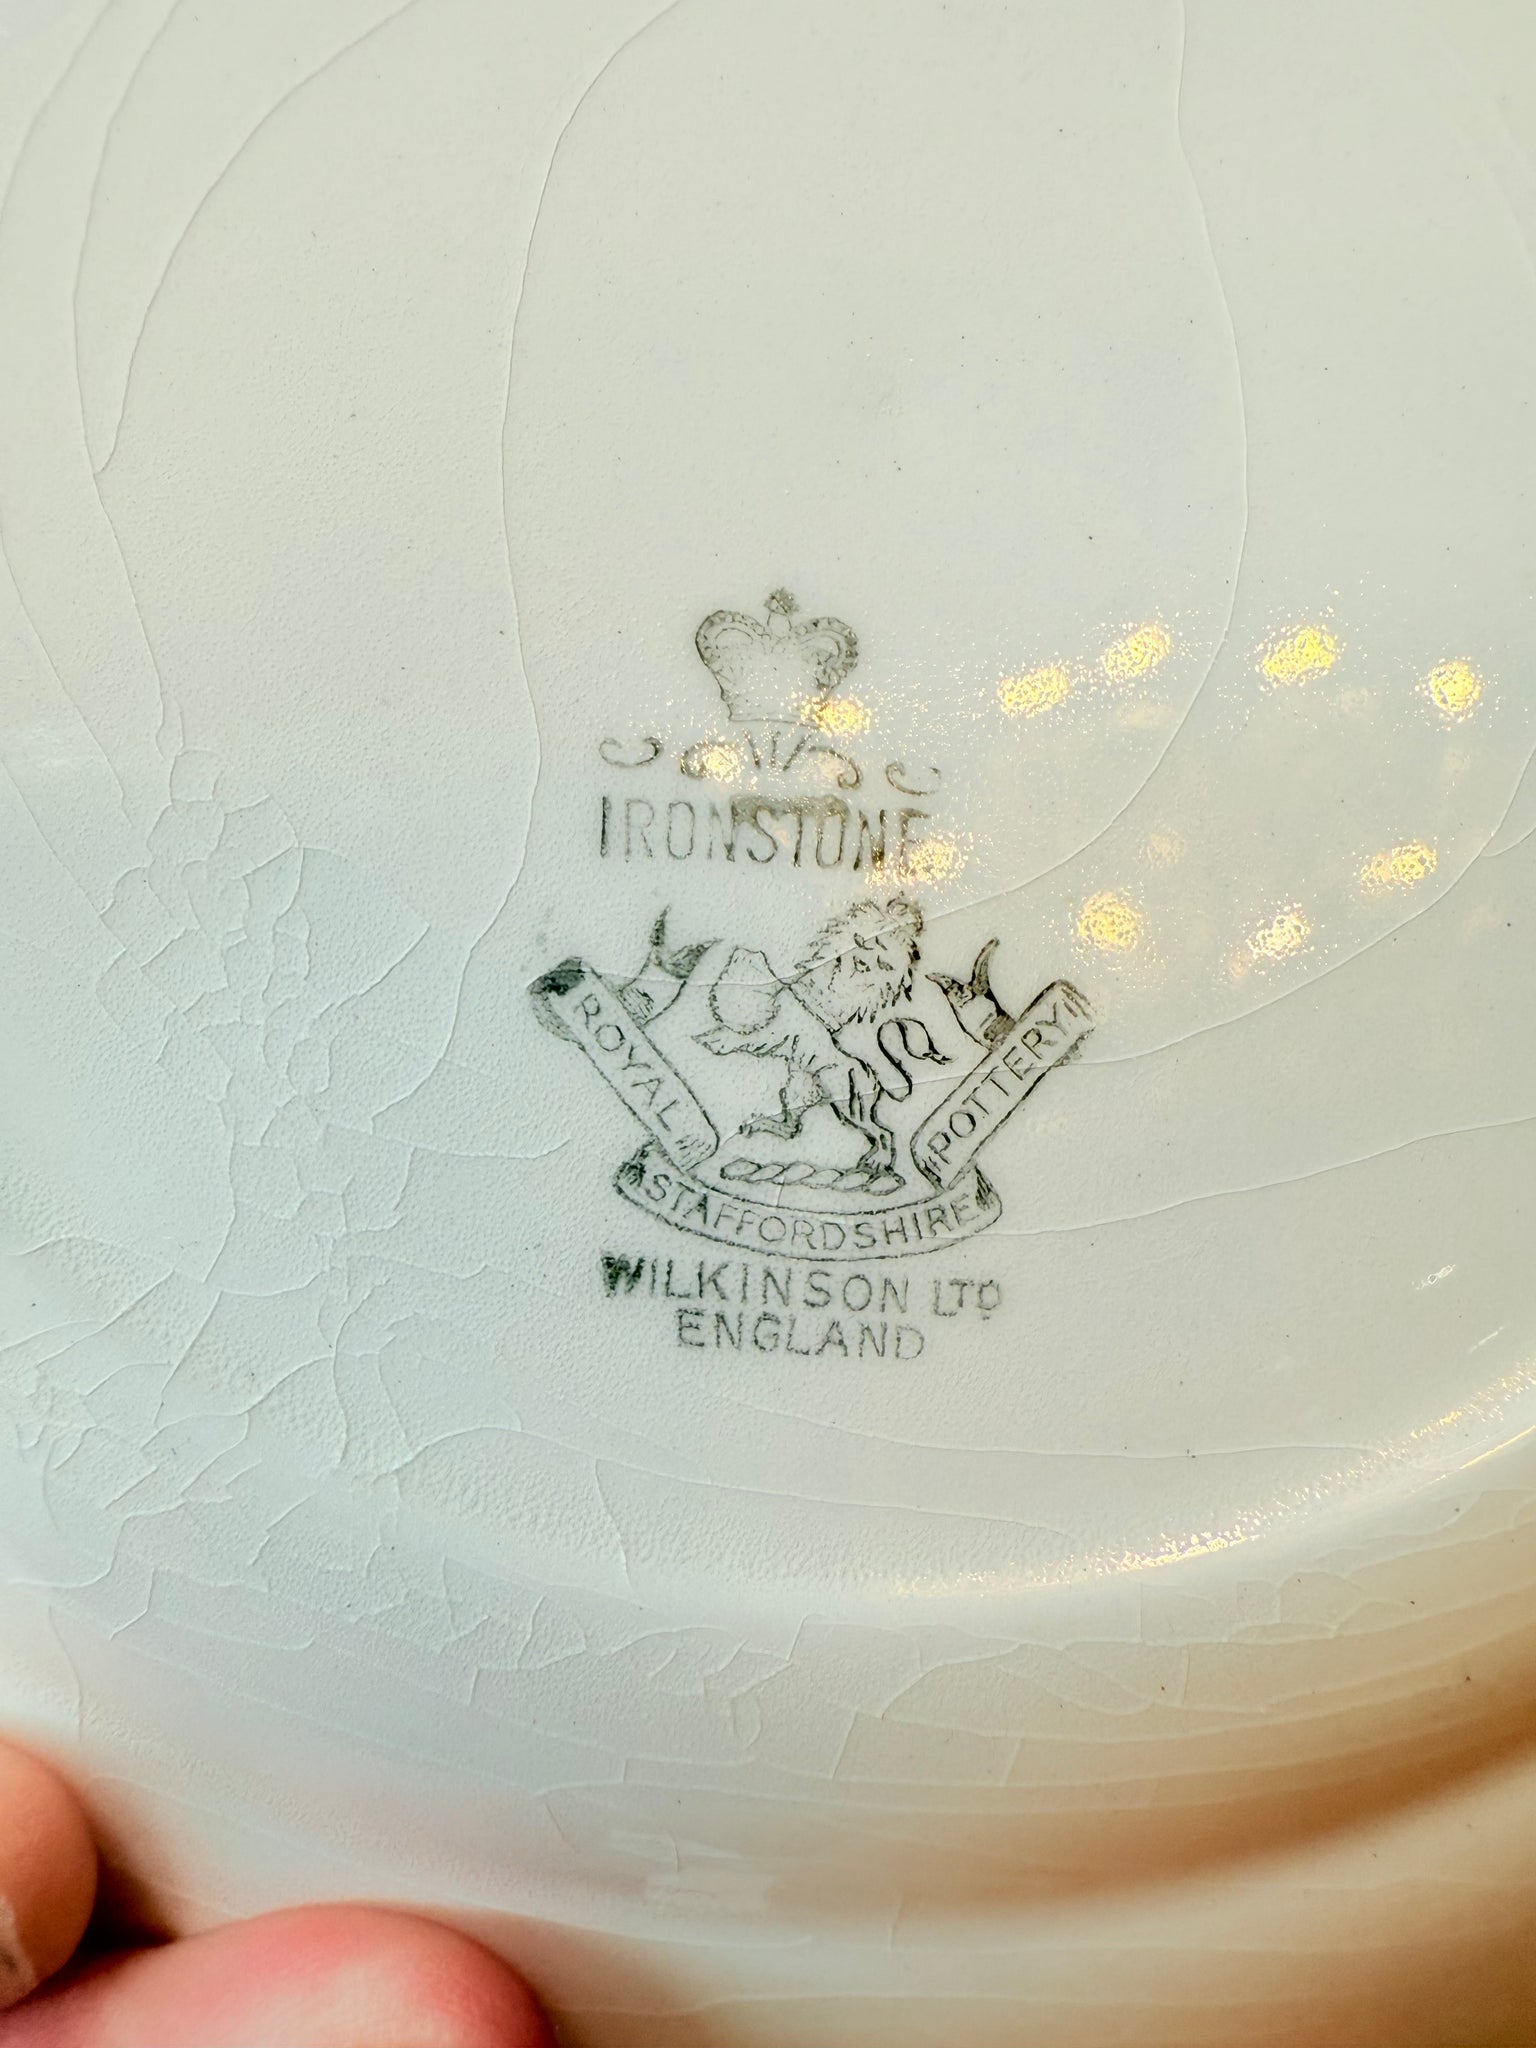 IRONSTONE
ROYAL
STAFFORDSHIRE
POTTERY
WILKINSON LTD
ENGLAND